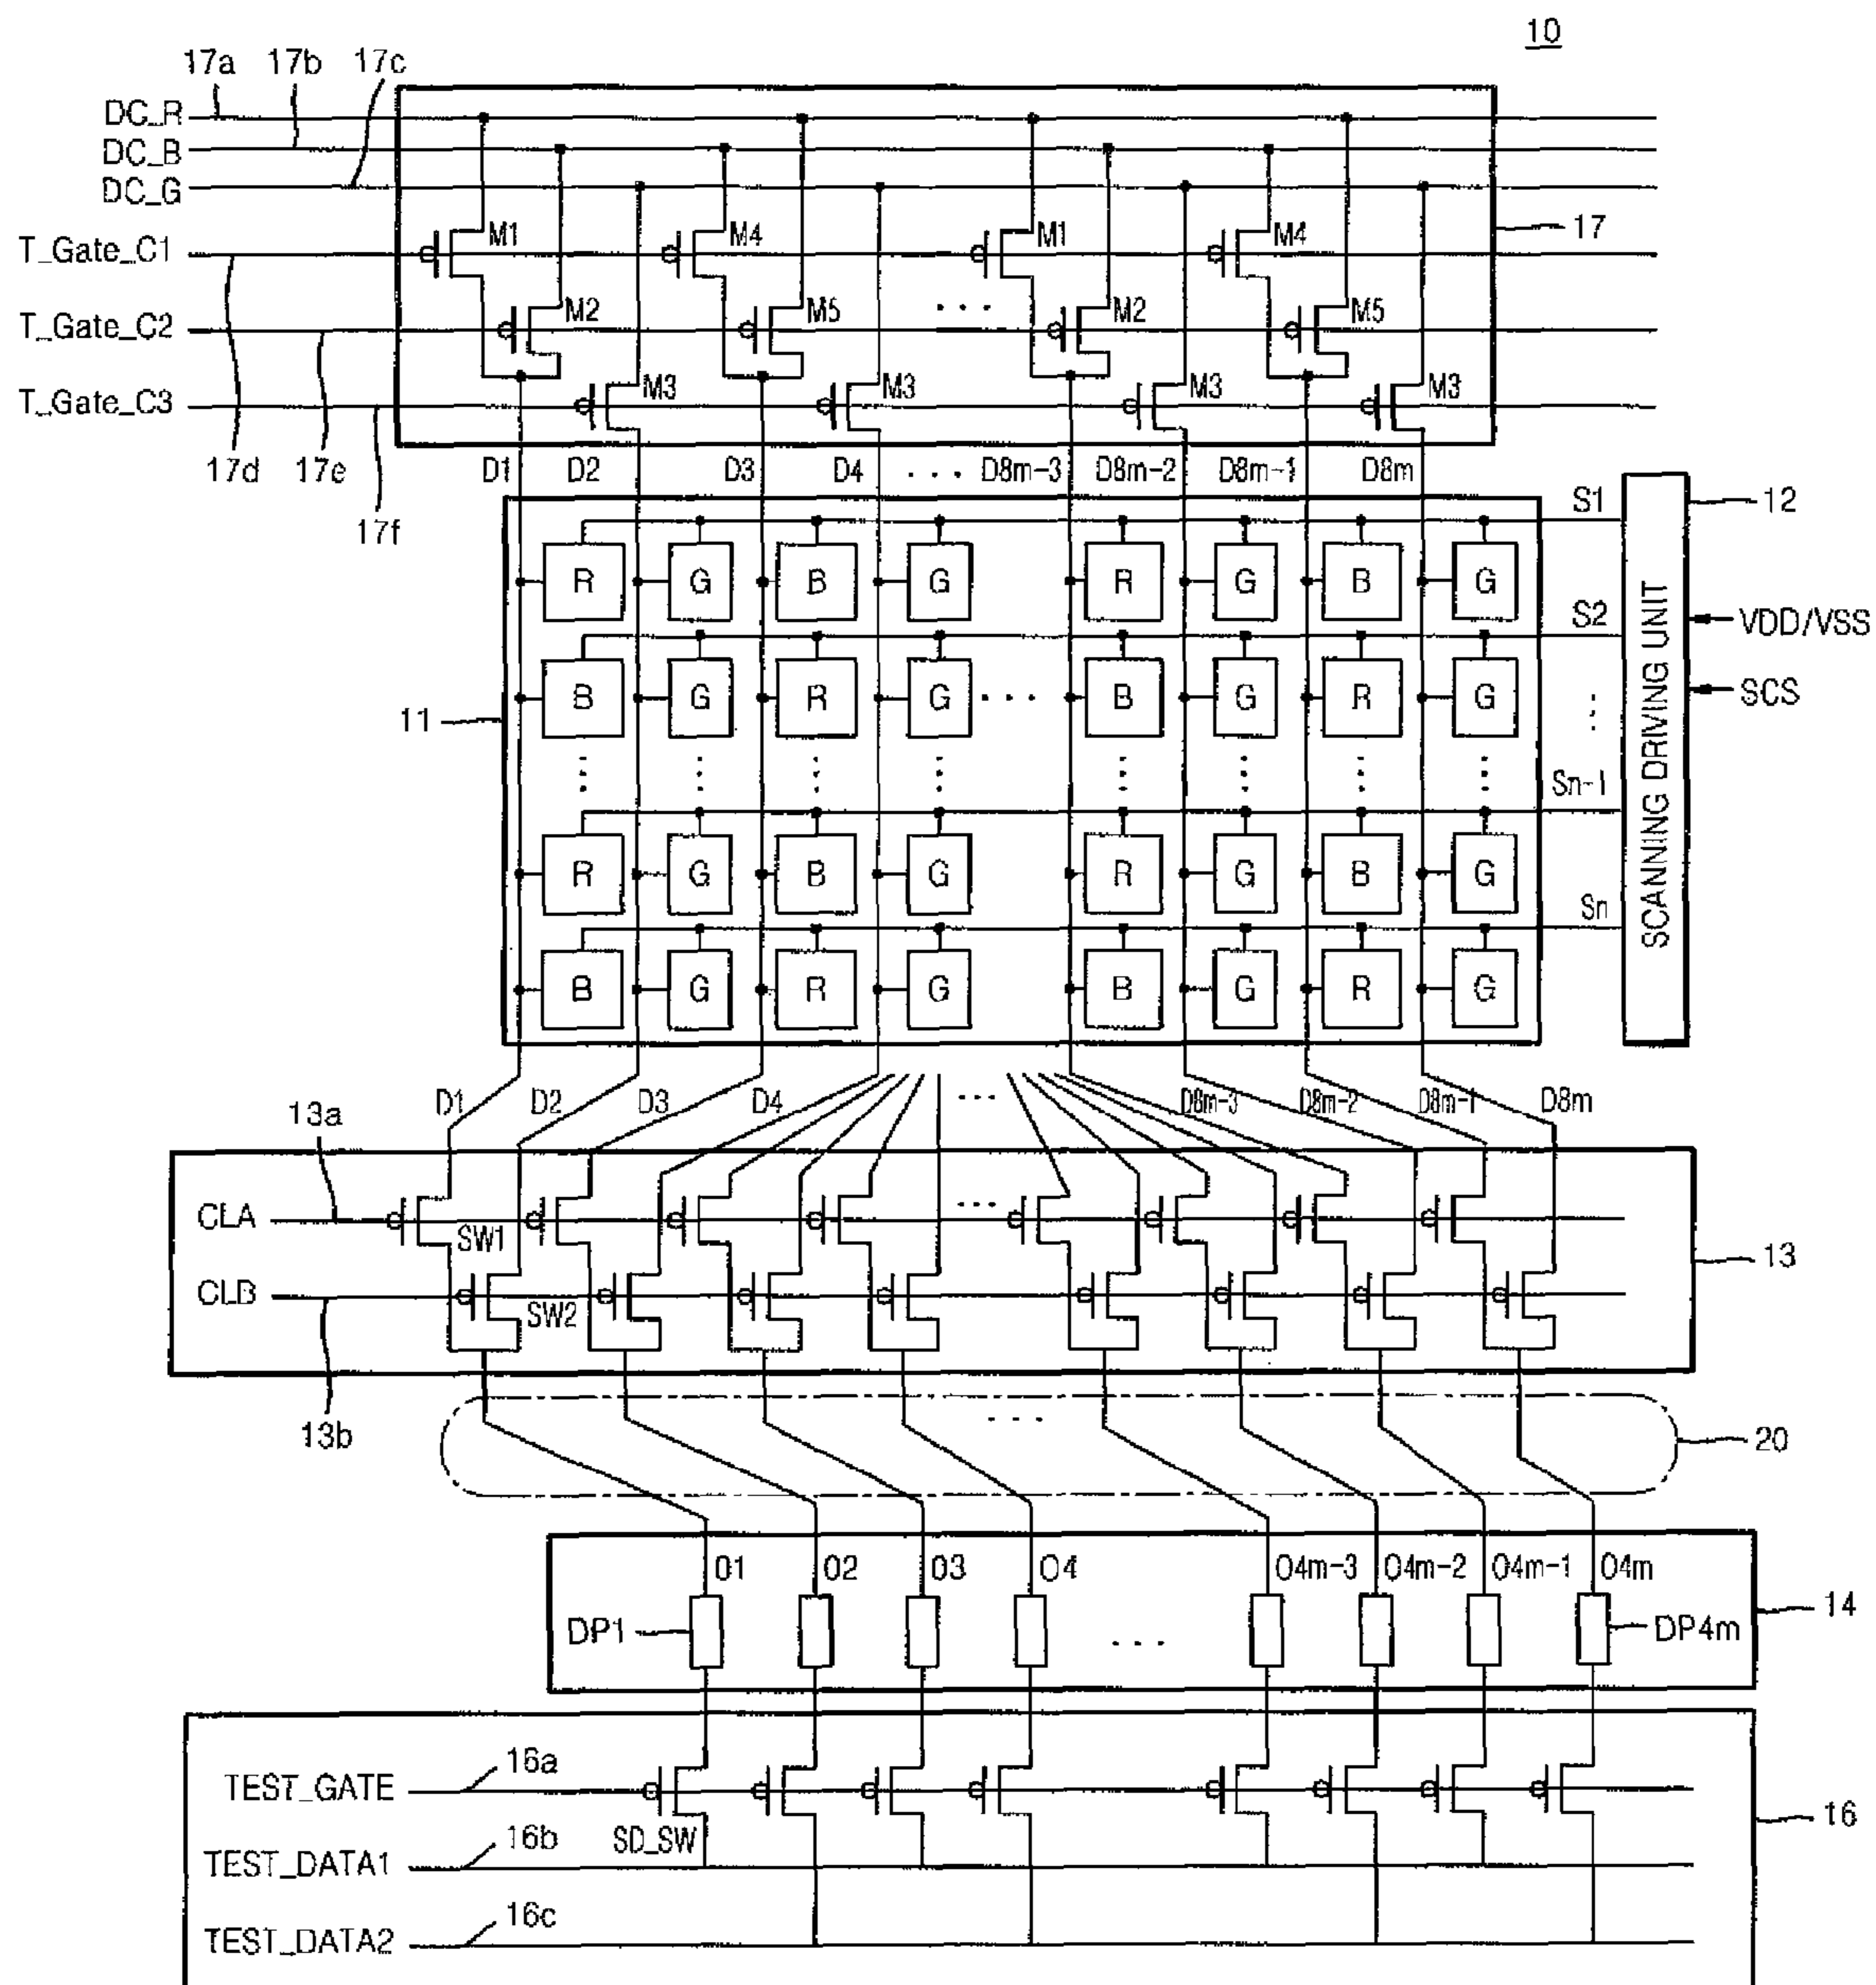 10
17a 17b 17c
DC_R
DC_B
DC_G
T_Gate_C1 M1 M4 M1 M4 17
T_Gate_C2 M2 M5 ... M2 M5
T_Gate_C3 M3 M3 M3 M3
17d 17e 17f
D1 D2 D3 D4 ... D8m-3 D8m-2 D8m-1 D8m
S1 12
R G B G R G B G
S2 VDD/VSS
B G R G ... B G R G
11 SCS
SCANNING DRIVING UNIT
Sn-1
R G B G R G B G
Sn
B G R G B G R G
D1 D2 D3 D4 ... D8m-3 D8m-2 D8m-1 D8m
13a
CLA SW1 ...
13
CLB SW2
13b
... 20
O1 O2 O3 O4 O4m-3 O4m-2 O4m-1 O4m
DP1 ... DP4m 14
TEST_GATE 16a
16
SD_SW
TEST_DATA1 16b
TEST_DATA2 16c